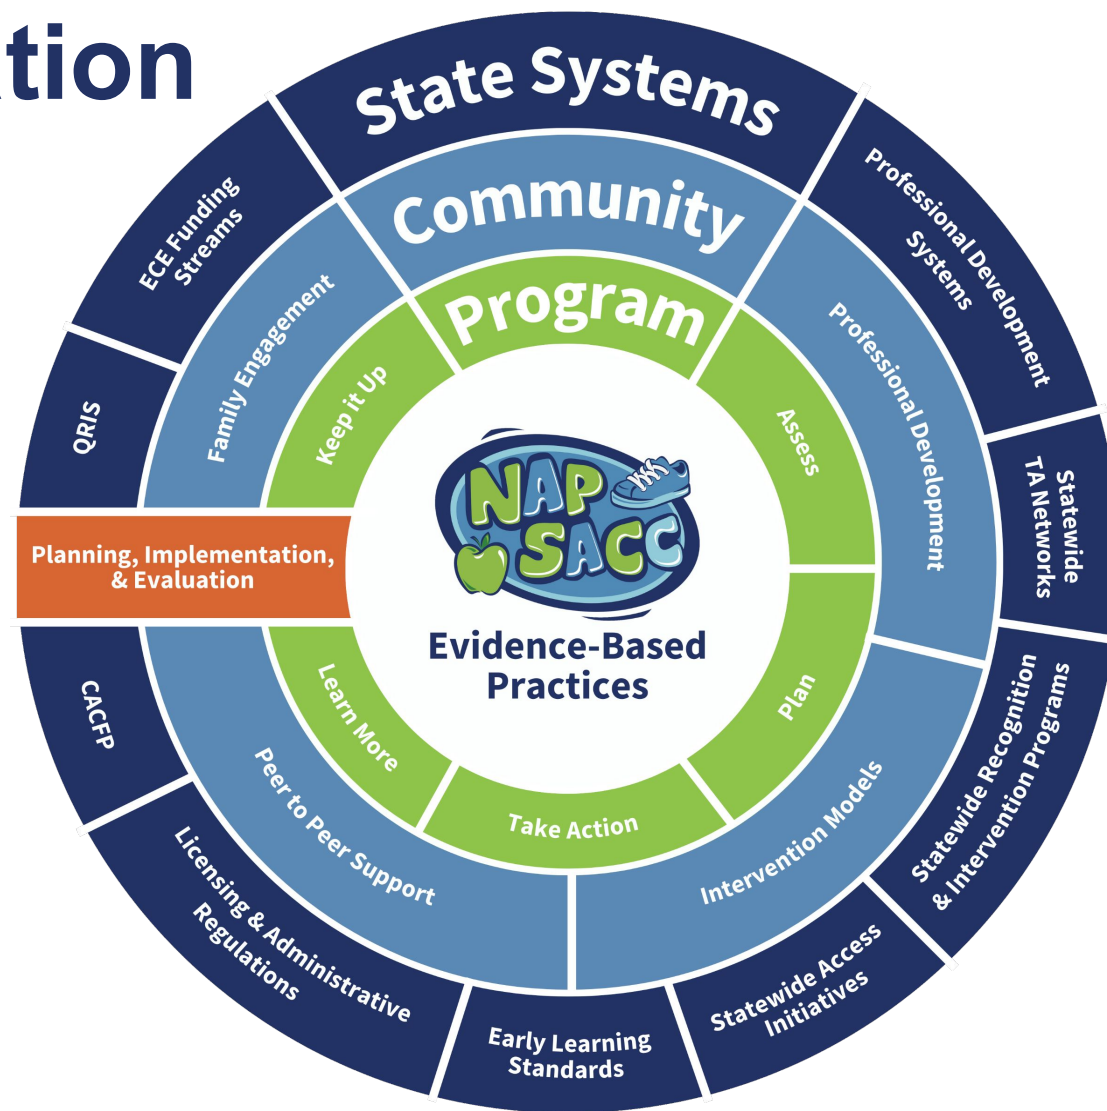 State Systems
Community
Program
Professional Development
Systems
Statewide
TA Networks
Statewide Recognition
& Intervention Programs
Statewide Access
Initiatives
Early Learning
Standards
Licensing & Administrative
Regulations
CACFP
Planning, Implementation,
& Evaluation
QRIS
ECE Funding
Streams
Professional Development
Intervention Models
Peer to Peer Support
Family Engagement
Assess
Plan
Take Action
Learn More
Keep it Up
NAP
SACC
Evidence-Based
Practices